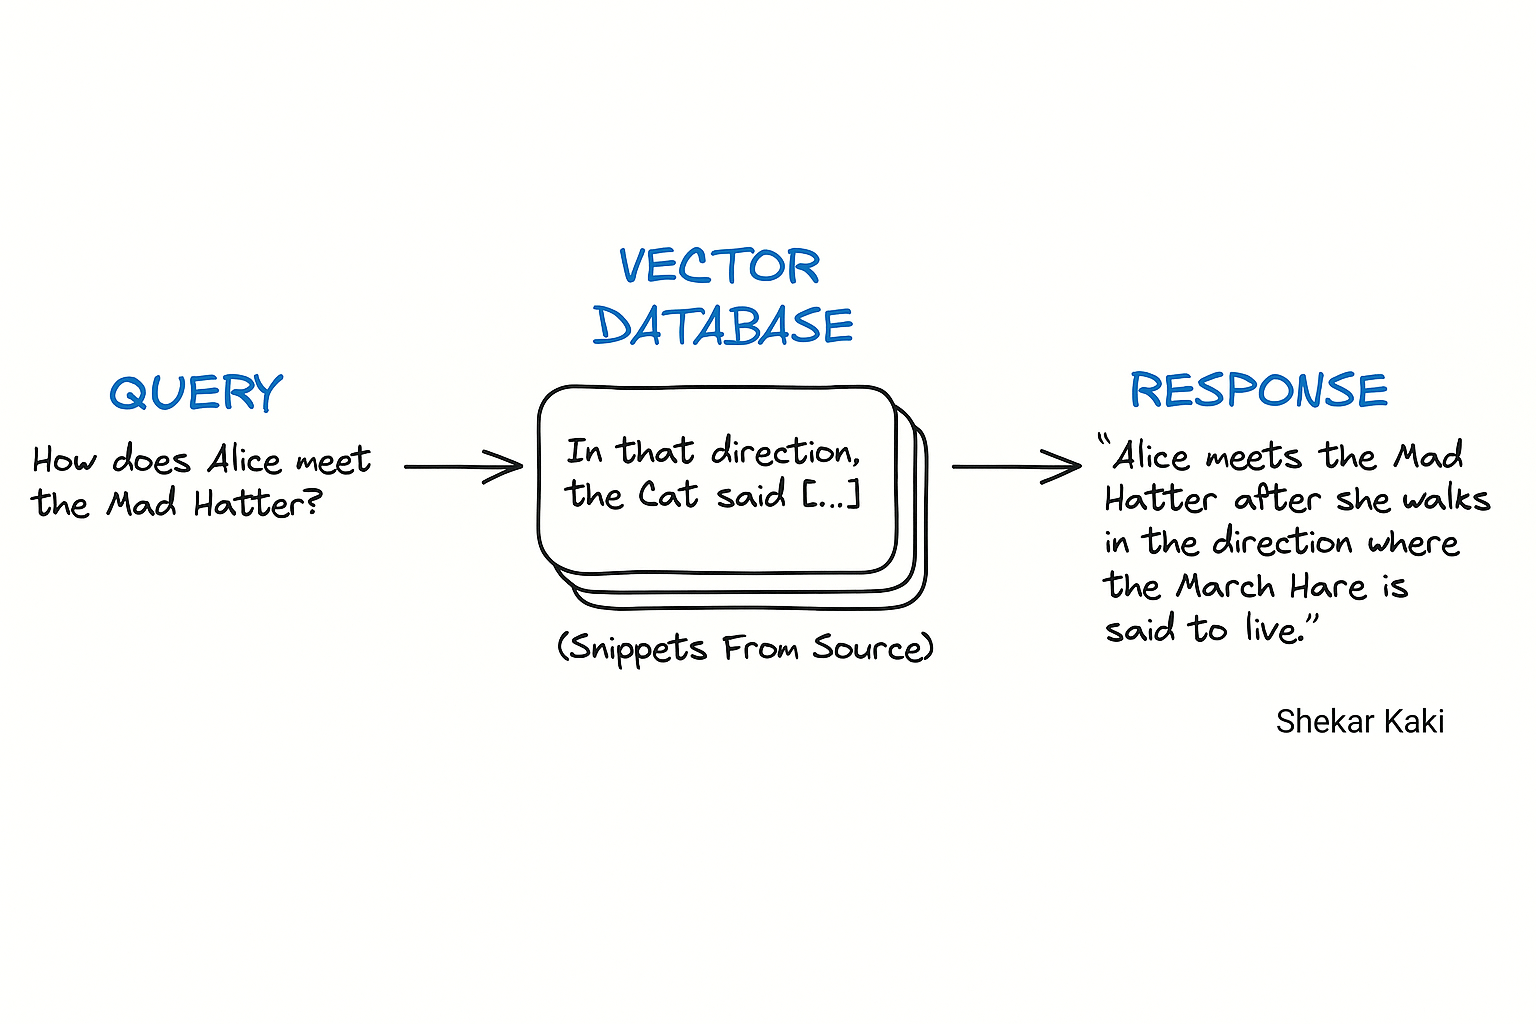 QUERY
How does Alice meet
the Mad Hatter?
VECTOR
DATABASE
In that direction,
the Cat said [...]
(Snippets From Source)
RESPONSE
“Alice meets the Mad
Hatter after she walks
in the direction where
the March Hare is
said to live.”
Shekar Kaki